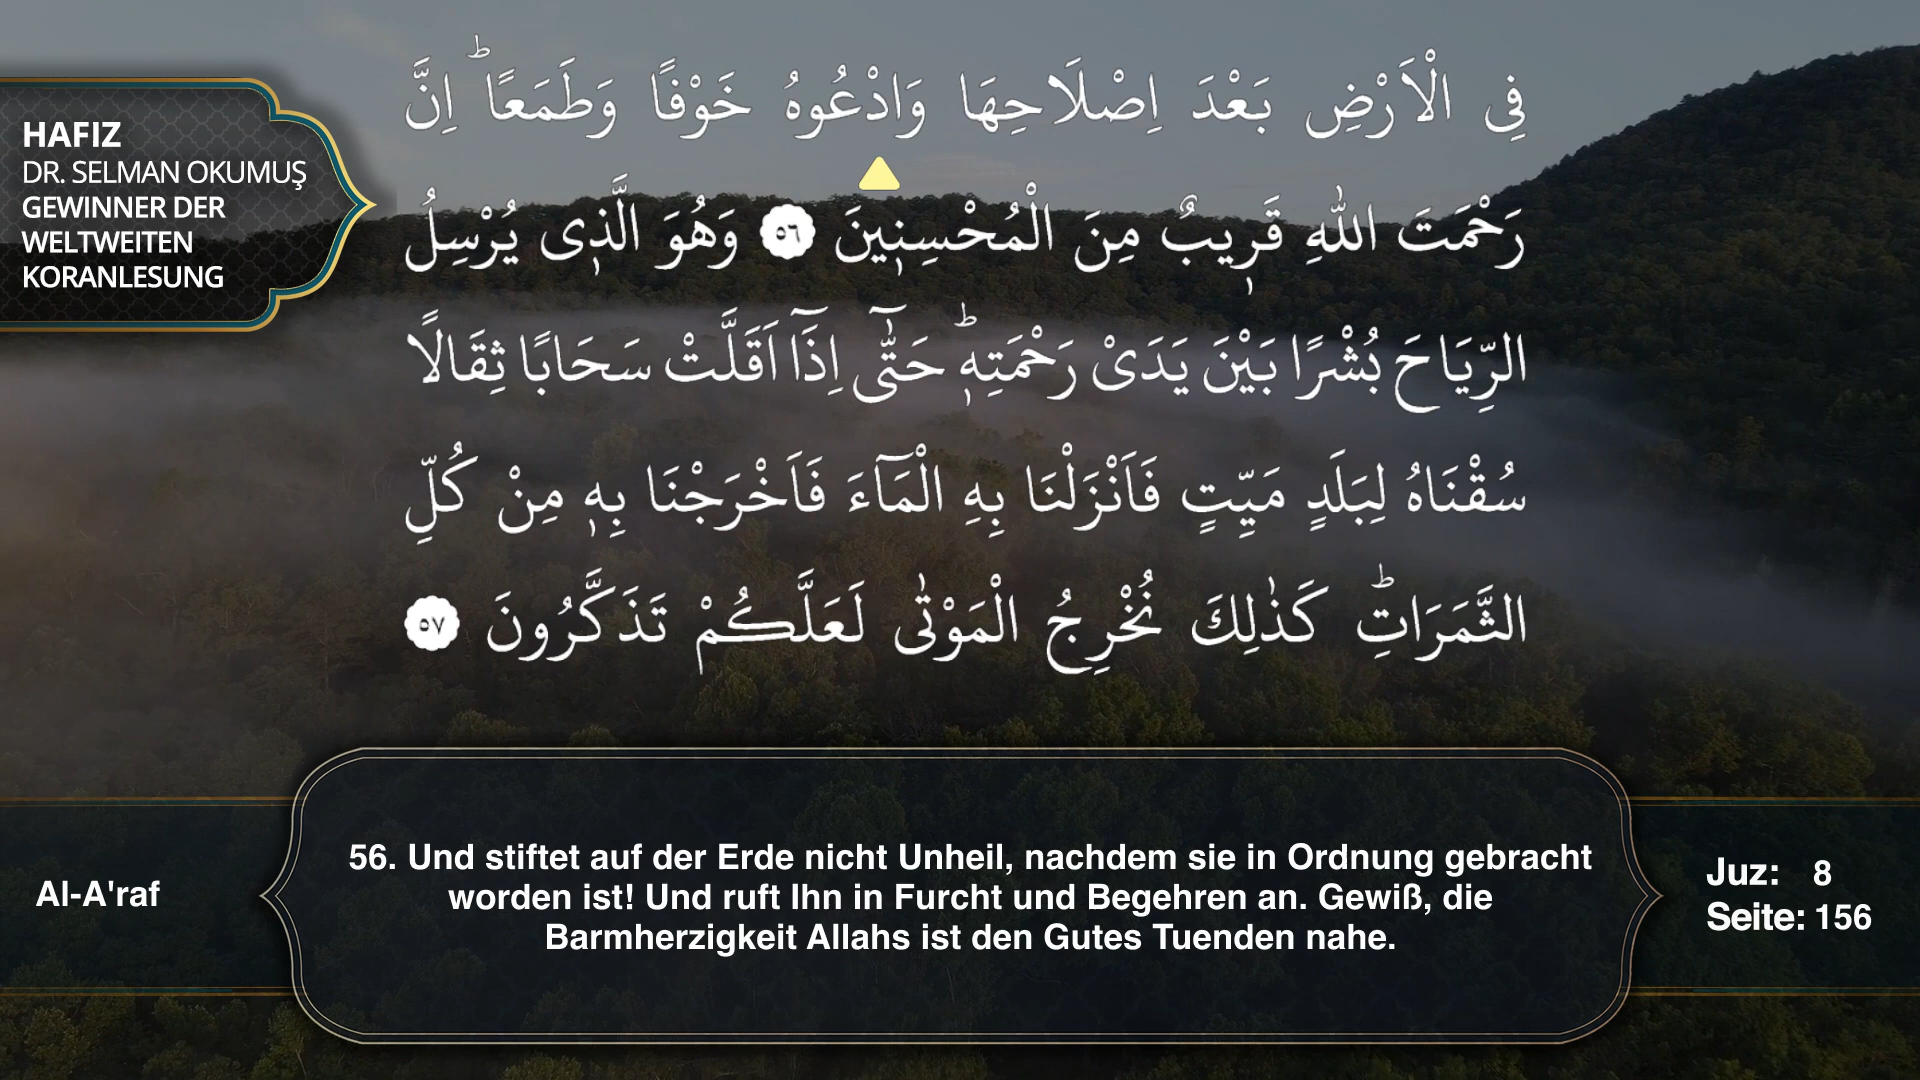 فِي الْاَرْضِ بَعْدَ اِصْلَاحِهَا وَادْعُوهُ خَوْفًا وَطَمَعًاؕ اِنَّ
رَحْمَتَ اللّٰهِ قَر۪يبٌ مِنَ الْمُحْسِن۪ينَ ٥٦ وَهُوَ الَّذ۪ى يُرْسِلُ
الرِّيَاحَ بُشْرًا بَيْنَ يَدَىْ رَحْمَتِه۪ؕ حَتّٰٓى اِذَٓا اَقَلَّتْ سَحَابًا ثِقَالًا
سُقْنَاهُ لِبَلَدٍ مَيِّتٍ فَاَنْزَلْنَا بِهِ الْمَٓاءَ فَاَخْرَجْنَا بِه۪ مِنْ كُلِّ
الثَّمَرَاتِؕ كَذٰلِكَ نُخْرِجُ الْمَوْتٰى لَعَلَّكُمْ تَذَكَّرُونَ ٥٧
HAFIZ
DR. SELMAN OKUMUŞ
GEWINNER DER
WELTWEITEN
KORANLESUNG
Al-A'raf
56. Und stiftet auf der Erde nicht Unheil, nachdem sie in Ordnung gebracht
worden ist! Und ruft Ihn in Furcht und Begehren an. Gewiß, die
Barmherzigkeit Allahs ist den Gutes Tuenden nahe.
Juz: 8
Seite: 156